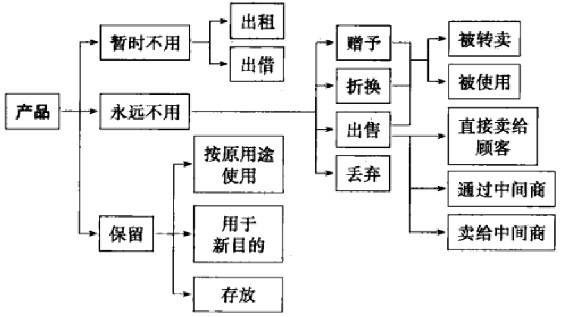 产品
暂时不用
出租
出借
永远不用
赠予
折换
出售
丢弃
被转卖
被使用
直接卖给
顾客
通过中间商
卖给中间商
保留
按原用途
使用
用于
新目的
存放